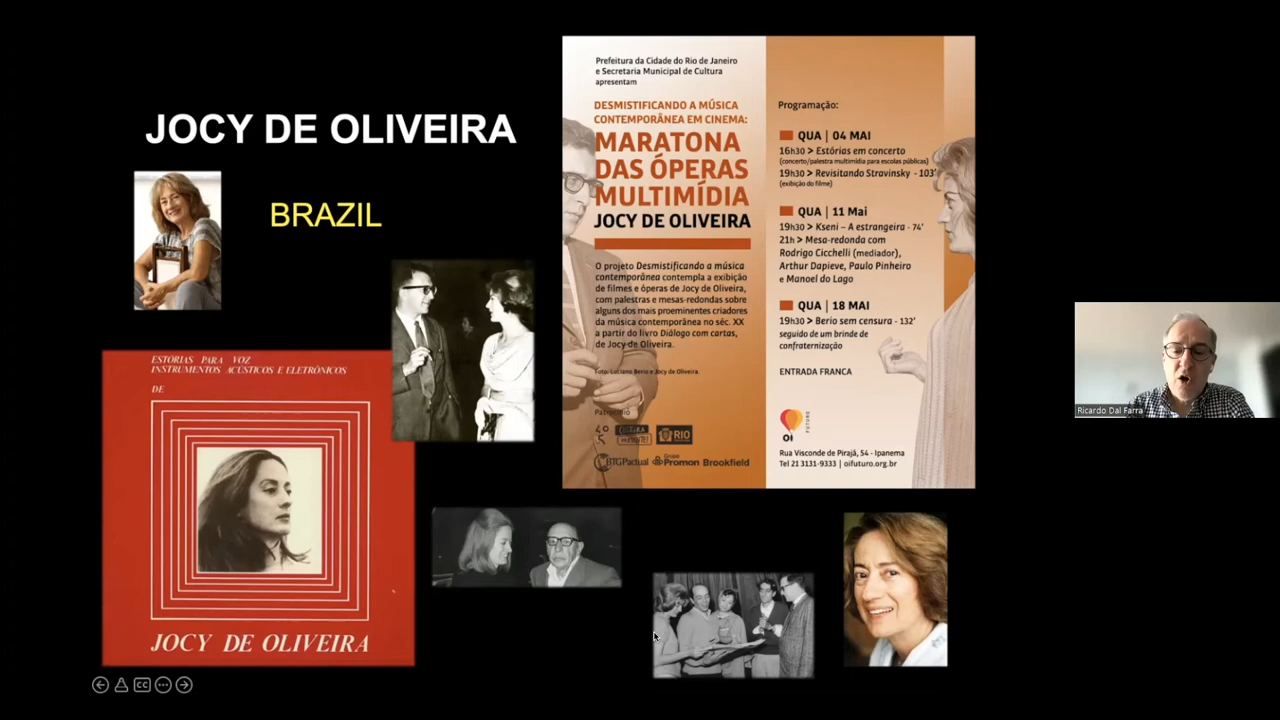 JOCY DE OLIVEIRA
BRAZIL
ESTÓRIAS PARA VOZ
INSTRUMENTOS ACÚSTICOS E ELETRÔNICOS
DE
JOCY DE OLIVEIRA
Prefeitura da Cidade do Rio de Janeiro
e Secretaria Municipal de Cultura
apresentam
DESMISTIFICANDO A MÚSICA
CONTEMPORÂNEA EM CINEMA:
MARATONA
DAS ÓPERAS
MULTIMÍDIA
JOCY DE OLIVEIRA
O projeto Desmistificando a música
contemporânea contempla a exibição
de filmes e óperas de Jocy de Oliveira,
com palestras e mesas-redondas sobre
alguns dos mais proeminentes criadores
da música contemporânea no séc. XX
a partir do livro Diálogo com cartas,
de Jocy de Oliveira.
Foto: Luciano Berio e Jocy de Oliveira.
Patrocínio
RIO
BTGPactual Grupo Promon Brookfield
Programação:
QUA | 04 MAI
16h30 > Estórias em concerto
(concerto/palestra multimídia para escolas públicas)
19h30 > Revisitando Stravinsky - 103'
(exibição do filme)
QUA | 11 Mai
19h30 > Kseni – A estrangeira - 74'
21h > Mesa-redonda com
Rodrigo Cicchelli (mediador),
Arthur Dapieve, Paulo Pinheiro
e Manoel do Lago
QUA | 18 MAI
19h30 > Berio sem censura - 132'
seguido de um brinde de
confraternização
ENTRADA FRANCA
oi
FUTURO
Rua Visconde de Pirajá, 54 - Ipanema
Tel 21 3131-9333 | oifuturo.org.br
Ricardo Dal Farra
CC